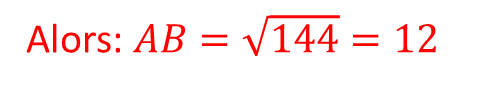 Alors: AB = √144 = 12